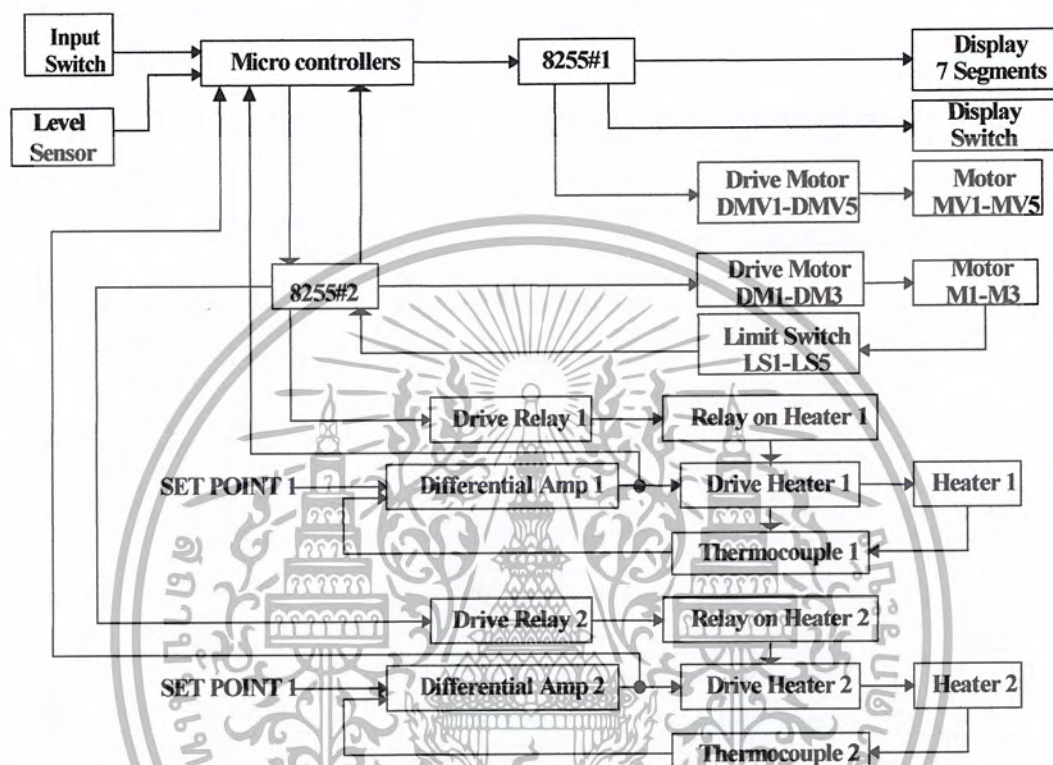 Input
Switch
Micro controllers
8255#1
Display
7 Segments
Level
Sensor
Display
Switch
Drive Motor
DMV1-DMV5
Motor
MV1-MV5
8255#2
Drive Motor
DM1-DM3
Motor
M1-M3
Limit Switch
LS1-LS5
Drive Relay 1
Relay on Heater 1
SET POINT 1
Differential Amp 1
Drive Heater 1
Heater 1
Thermocouple 1
Drive Relay 2
Relay on Heater 2
SET POINT 1
Differential Amp 2
Drive Heater 2
Heater 2
Thermocouple 2